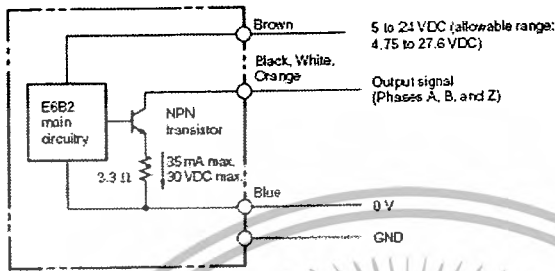 Brown
5 to 24 VDC (allowable range:
4.75 to 27.6 VDC)
Black, White,
Orange
Output signal
(Phases A, B, and Z)
E6B2
main
circuitry
NPN
transistor
35 mA max.
30 VDC max.
3.3 Ω
Blue
0 V
GND